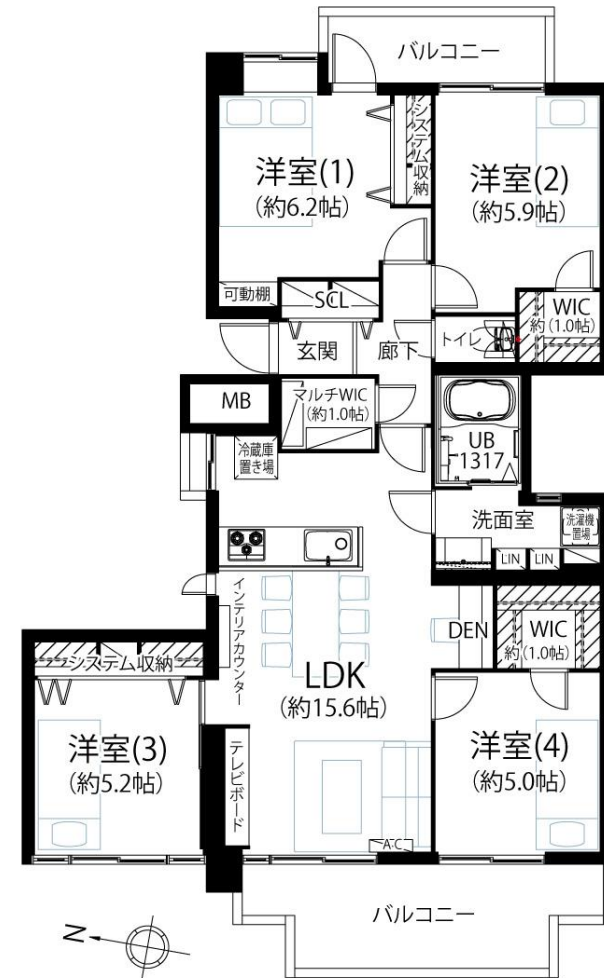 バルコニー
洋室(1)
(約6.2帖)
システム収納
洋室(2)
(約5.9帖)
可動棚
SCL
WIC
約(1.0帖)
玄関
廊下
トイレ
MB
マルチWIC
(約1.0帖)
UB
1317
冷蔵庫
置き場
洗面室
洗濯機
置場
LIN
LIN
インテリアカウンター
DEN
WIC
約(1.0帖)
システム収納
LDK
(約15.6帖)
洋室(3)
(約5.2帖)
テレビボード
洋室(4)
(約5.0帖)
A・C
バルコニー
N